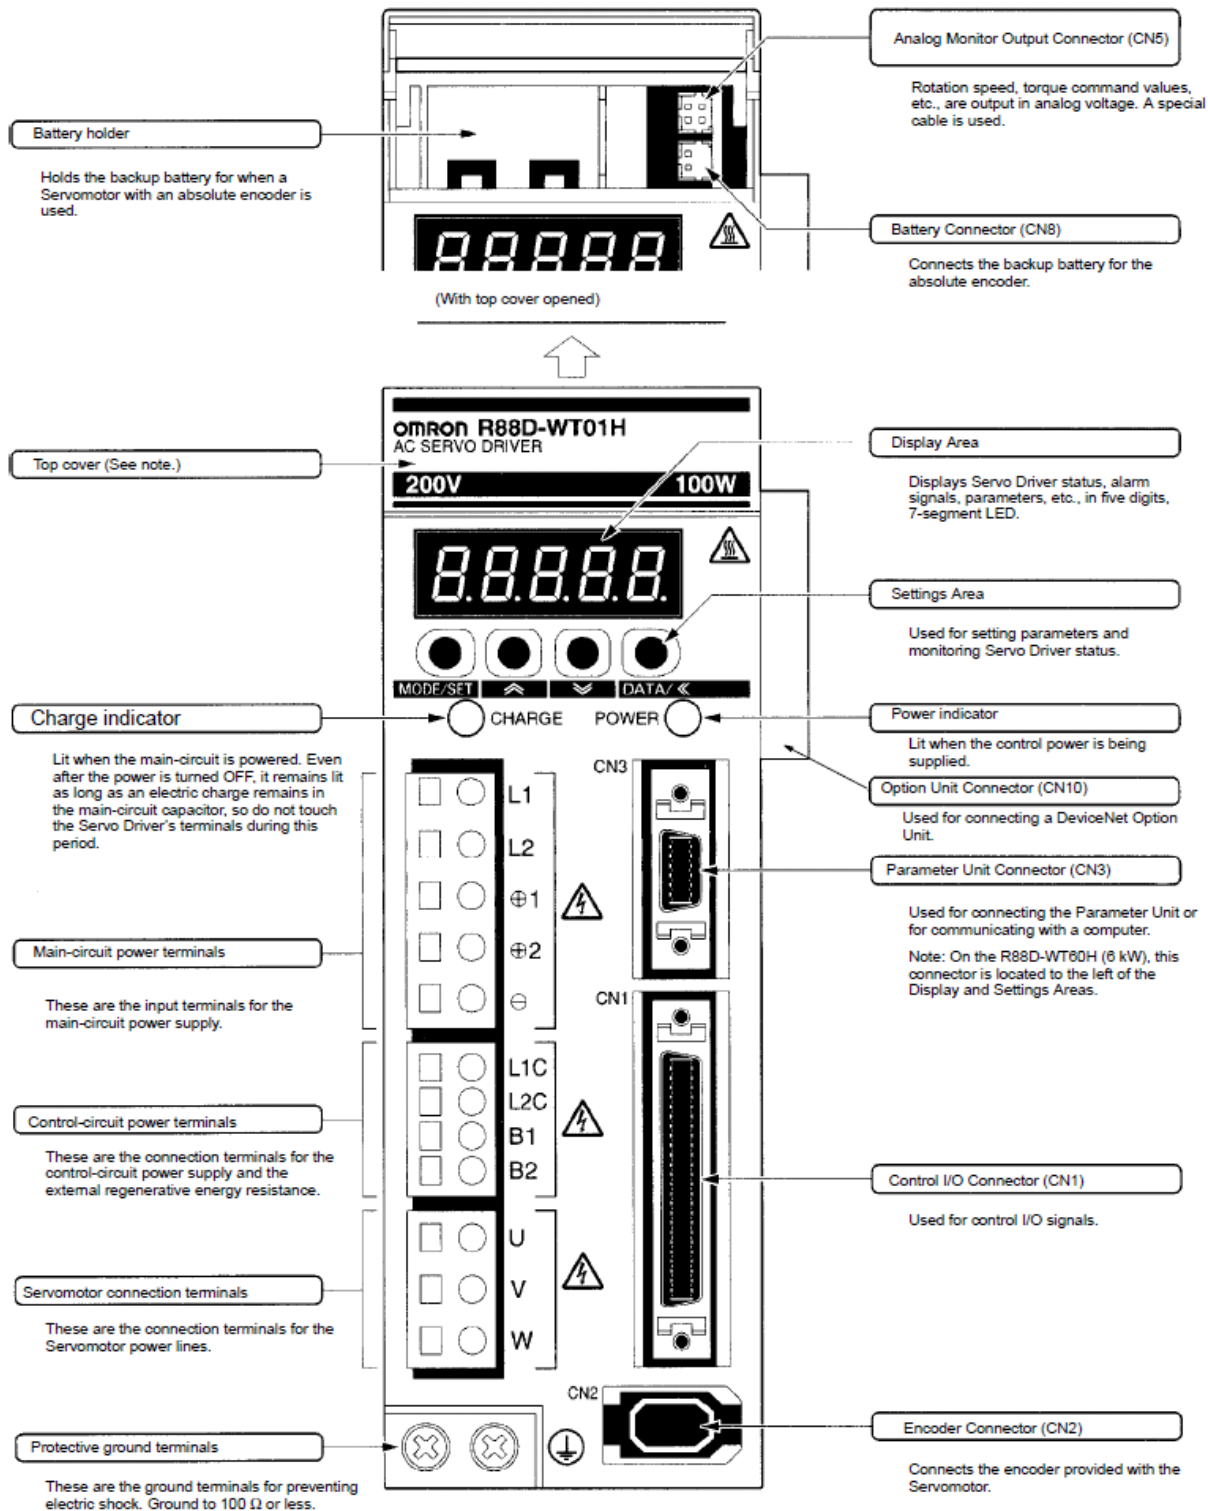 Analog Monitor Output Connector (CN5)
Rotation speed, torque command values,
etc., are output in analog voltage. A special
cable is used.
Battery holder
Holds the backup battery for when a
Servomotor with an absolute encoder is
used.
Battery Connector (CN8)
Connects the backup battery for the
absolute encoder.
(With top cover opened)
OMRON R88D-WT01H
AC SERVO DRIVER
200V 100W
Top cover (See note.)
Display Area
Displays Servo Driver status, alarm
signals, parameters, etc., in five digits,
7-segment LED.
8.8.8.8.8.
Settings Area
Used for setting parameters and
monitoring Servo Driver status.
MODE/SET DATA/
CHARGE POWER
Charge indicator
Lit when the main-circuit is powered. Even
after the power is turned OFF, it remains lit
as long as an electric charge remains in
the main-circuit capacitor, so do not touch
the Servo Driver's terminals during this
period.
Power indicator
Lit when the control power is being
supplied.
Option Unit Connector (CN10)
Used for connecting a DeviceNet Option
Unit.
CN3
L1
L2
⊕1
⊕2
⊖
Parameter Unit Connector (CN3)
Used for connecting the Parameter Unit or
for communicating with a computer.
Note: On the R88D-WT60H (6 kW), this
connector is located to the left of the
Display and Settings Areas.
Main-circuit power terminals
These are the input terminals for the
main-circuit power supply.
CN1
L1C
L2C
B1
B2
Control-circuit power terminals
These are the connection terminals for the
control-circuit power supply and the
external regenerative energy resistance.
Control I/O Connector (CN1)
Used for control I/O signals.
U
V
W
Servomotor connection terminals
These are the connection terminals for the
Servomotor power lines.
CN2
Protective ground terminals
These are the ground terminals for preventing
electric shock. Ground to 100 Ω or less.
Encoder Connector (CN2)
Connects the encoder provided with the
Servomotor.